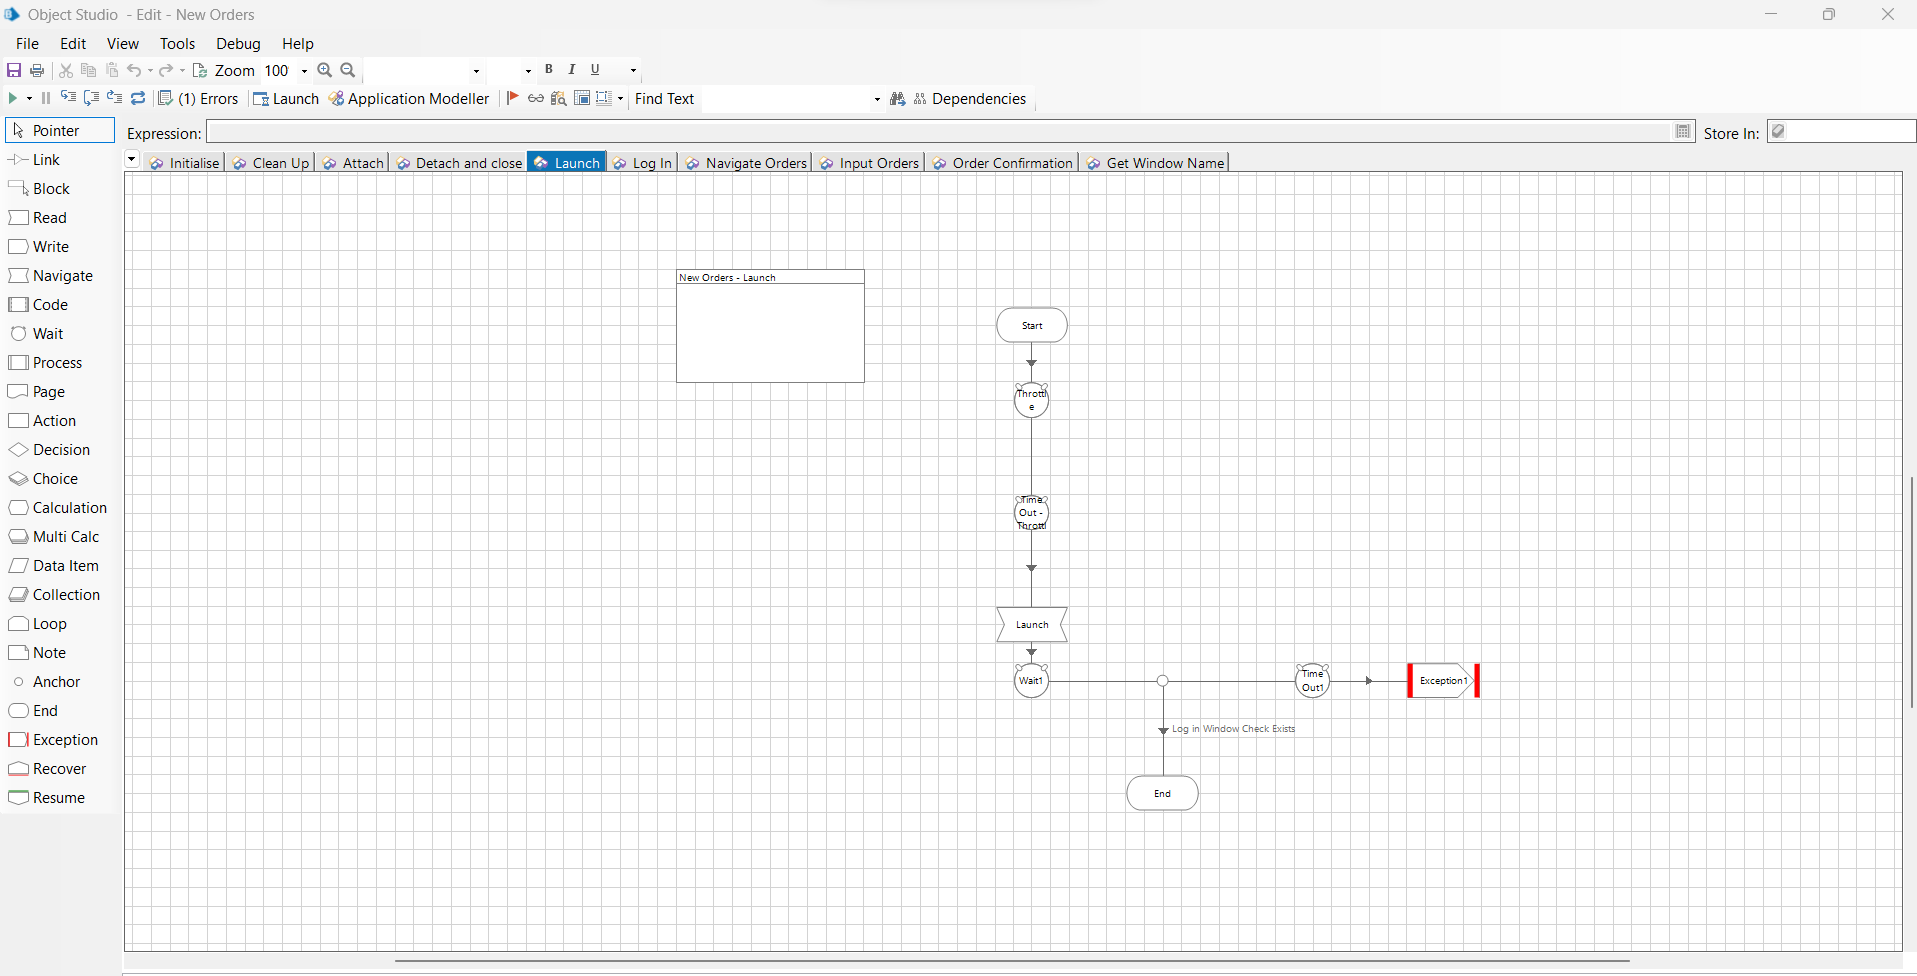 Object Studio - Edit - New Orders
File Edit View Tools Debug Help
Zoom 100 B I U
(1) Errors Launch Application Modeller Find Text Dependencies
Pointer
Expression:
Store In:
Initialise Clean Up Attach Detach and close Launch Log In Navigate Orders Input Orders Order Confirmation Get Window Name
Link
Block
Read
Write
Navigate
Code
Wait
Process
Page
Action
Decision
Choice
Calculation
Multi Calc
Data Item
Collection
Loop
Note
Anchor
End
Exception
Recover
Resume
New Orders - Launch
Start
Throttl
e
Time
Out -
Throttl
Launch
Wait1
Time
Out1
Exception1
Log in Window Check Exists
End